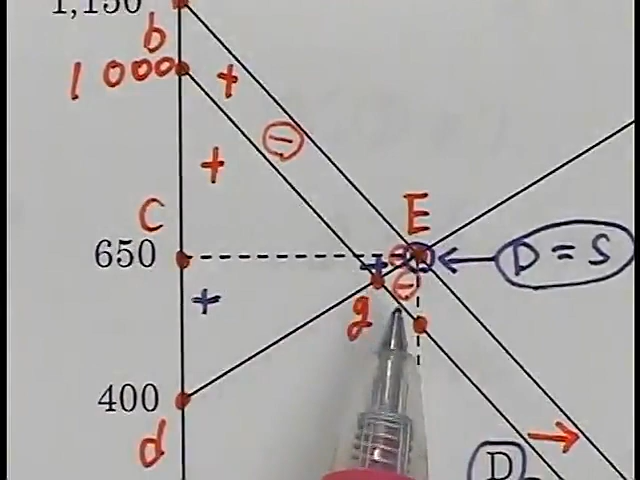 1,150
b
1000
+
⊖
+
C
E
650
+
⊖
D = S
+
⊖
g
400
d
D